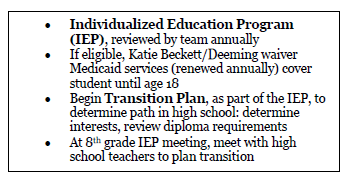 • Individualized Education Program
(IEP), reviewed by team annually
• If eligible, Katie Beckett/Deeming waiver
Medicaid services (renewed annually) cover
student until age 18
• Begin Transition Plan, as part of the IEP, to
determine path in high school: determine
interests, review diploma requirements
• At 8th grade IEP meeting, meet with high
school teachers to plan transition